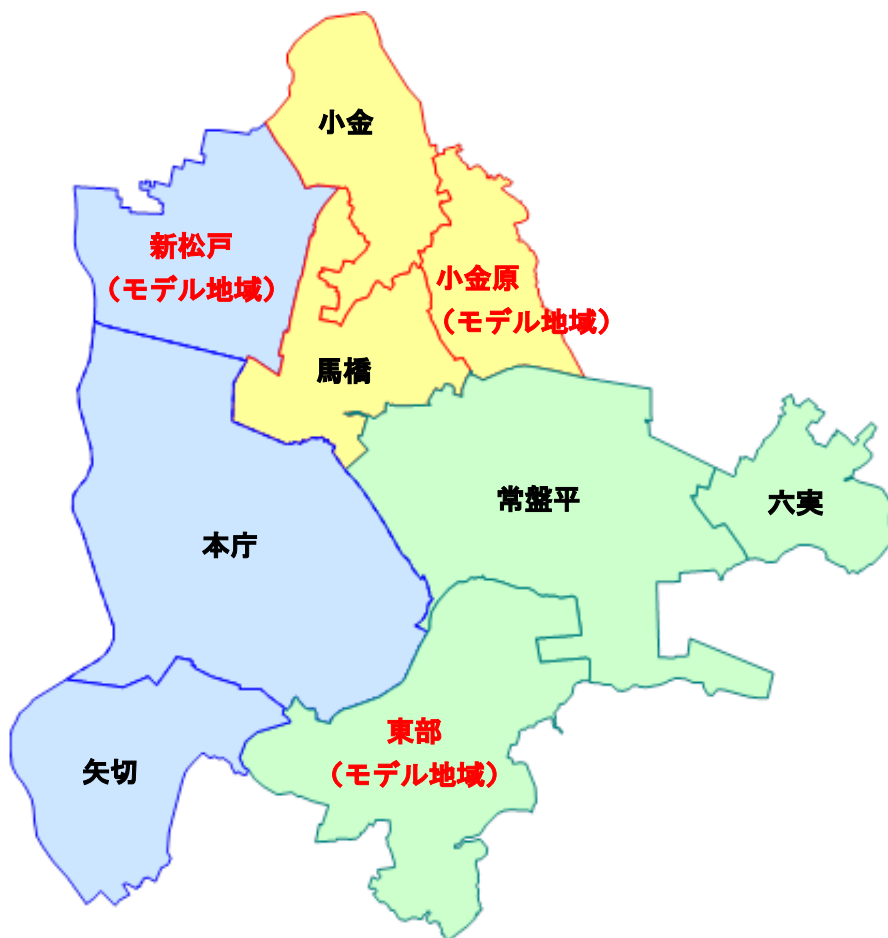 小金
新松戸
（モデル地域）
小金原
（モデル地域）
馬橋
常盤平
六実
本庁
東部
（モデル地域）
矢切